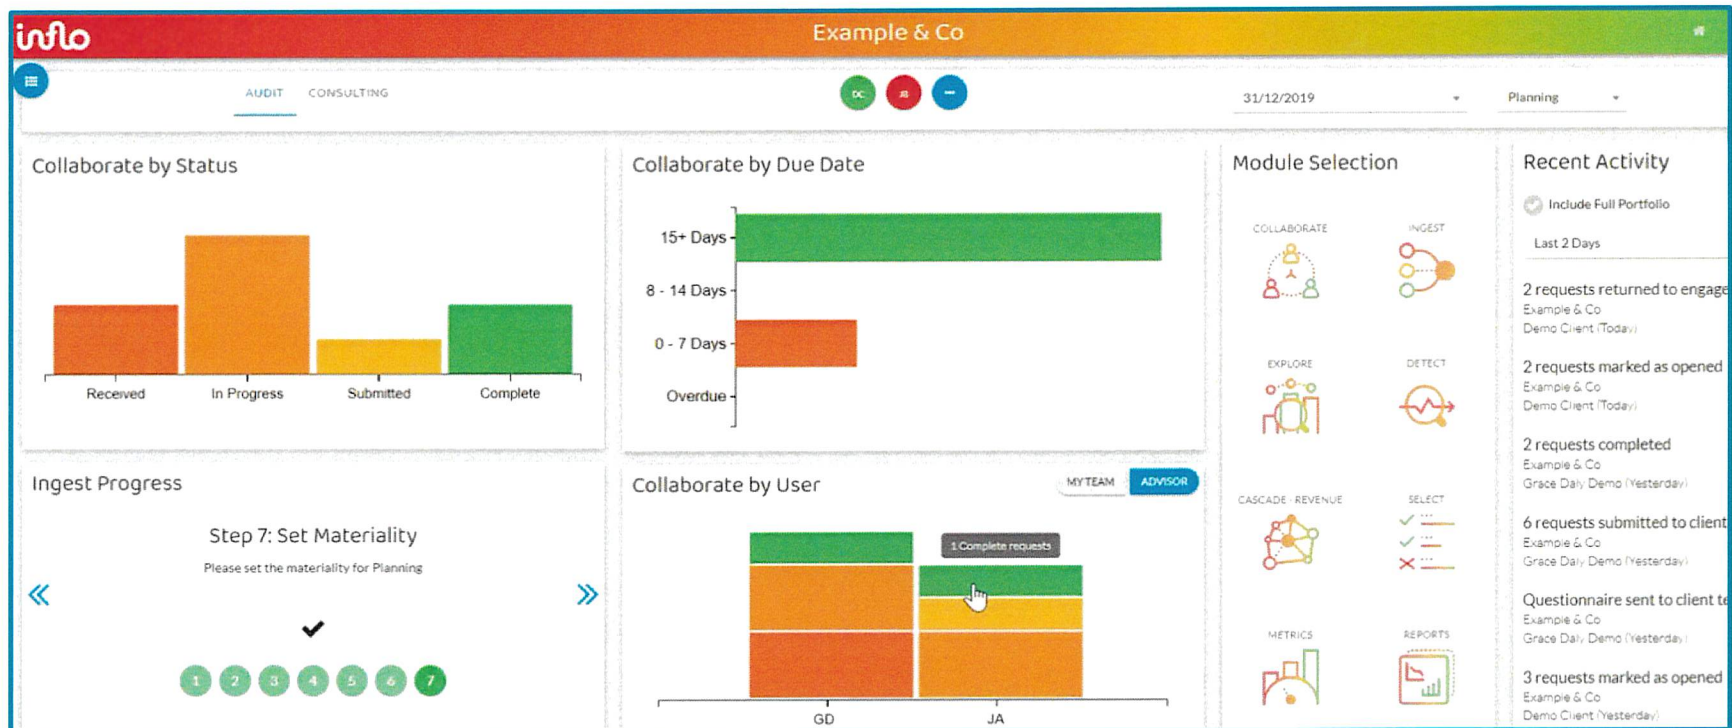 inflo
Example & Co
AUDIT CONSULTING
DC
JB
31/12/2019
Planning
Collaborate by Status
Received In Progress Submitted Complete
Collaborate by Due Date
15+ Days
8 - 14 Days
0 - 7 Days
Overdue
Ingest Progress
Step 7: Set Materiality
Please set the materiality for Planning
1 2 3 4 5 6 7
Collaborate by User
MY TEAM ADVISOR
1 Complete requests
GD JA
Module Selection
COLLABORATE INGEST
EXPLORE DETECT
CASCADE - REVENUE SELECT
METRICS REPORTS
Recent Activity
Include Full Portfolio
Last 2 Days
2 requests returned to engage
Example & Co
Demo Client (Today)
2 requests marked as opened
Example & Co
Demo Client (Today)
2 requests completed
Example & Co
Grace Daly Demo (Yesterday)
6 requests submitted to client
Example & Co
Grace Daly Demo (Yesterday)
Questionnaire sent to client te
Example & Co
Grace Daly Demo (Yesterday)
3 requests marked as opened
Example & Co
Demo Client (Yesterday)